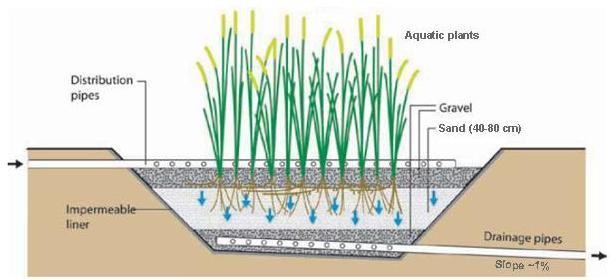 Aquatic plants
Distribution
pipes
Gravel
Sand (40-80 cm)
Impermeable
liner
Drainage pipes
Slope ~1%